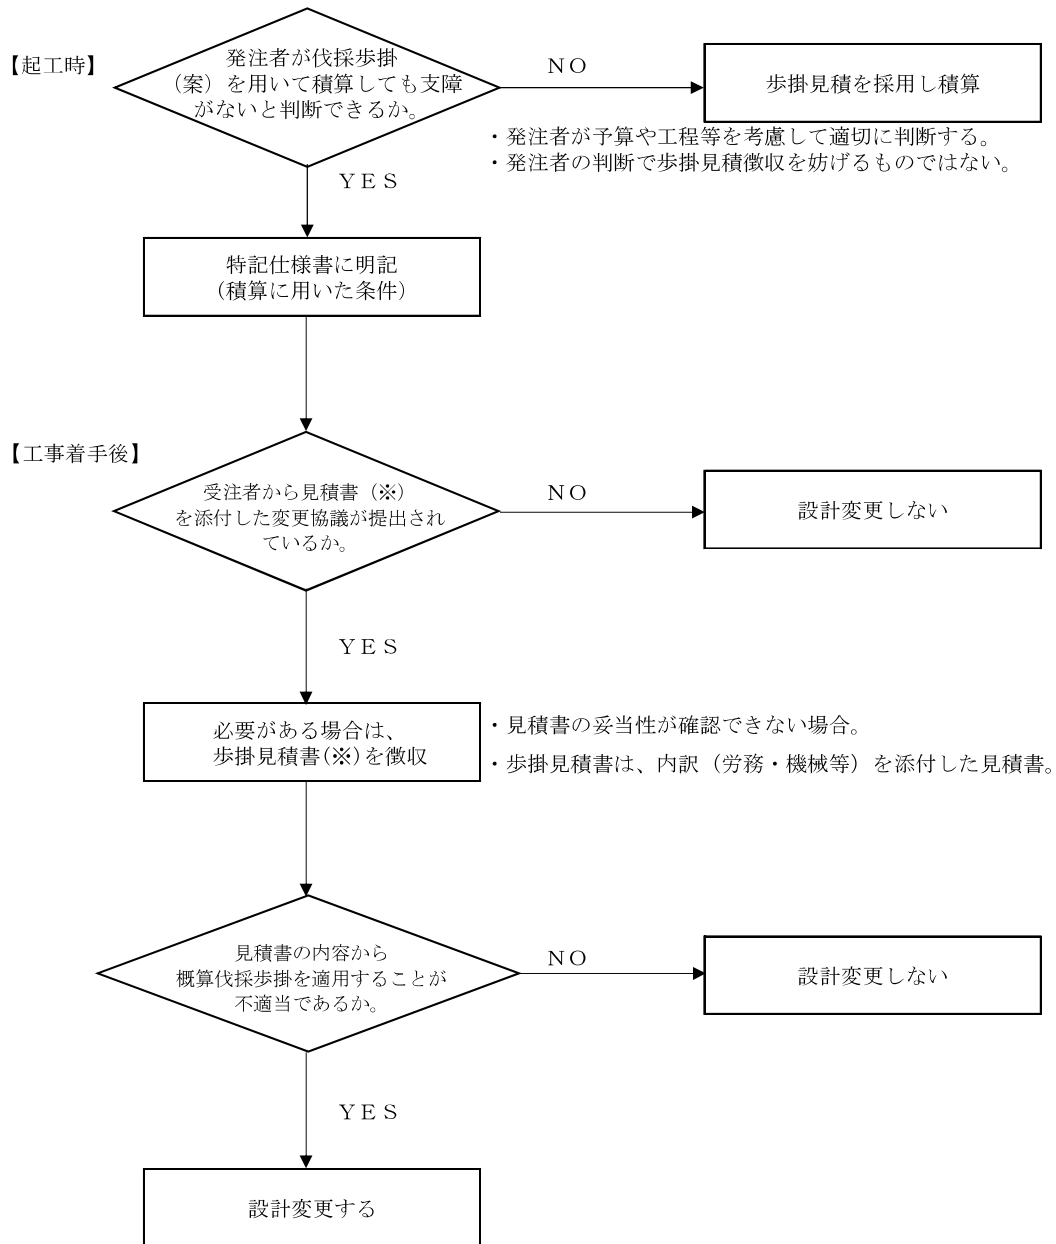 【起工時】
発注者が伐採歩掛
（案）を用いて積算しても支障
がないと判断できるか。
ＮＯ
歩掛見積を採用し積算
・発注者が予算や工程等を考慮して適切に判断する。
・発注者の判断で歩掛見積徴収を妨げるものではない。
ＹＥＳ
特記仕様書に明記
（積算に用いた条件）
【工事着手後】
受注者から見積書（※）
を添付した変更協議が提出され
ているか。
ＮＯ
設計変更しない
ＹＥＳ
必要がある場合は、
歩掛見積書(※)を徴収
・見積書の妥当性が確認できない場合。
・歩掛見積書は、内訳（労務・機械等）を添付した見積書。
見積書の内容から
概算伐採歩掛を適用することが
不適当であるか。
ＮＯ
設計変更しない
ＹＥＳ
設計変更する